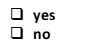 ❑ yes
❑ no